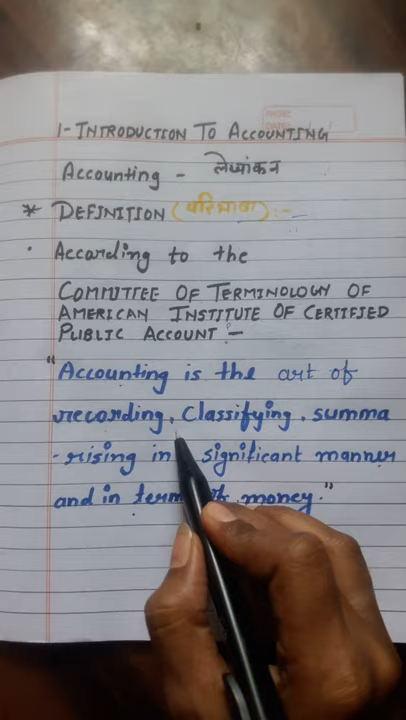 1- INTRODUCTION TO ACCOUNTING
Accounting - लेखांकन
* DEFINITION (परिभाषा) :-
· According to the
COMMITTEE OF TERMINOLOGY OF
AMERICAN INSTITUTE OF CERTIFIED
PUBLIC ACCOUNT :-
"Accounting is the art of
recording, Classifying, summa
-rising in significant manner
and in term of money."